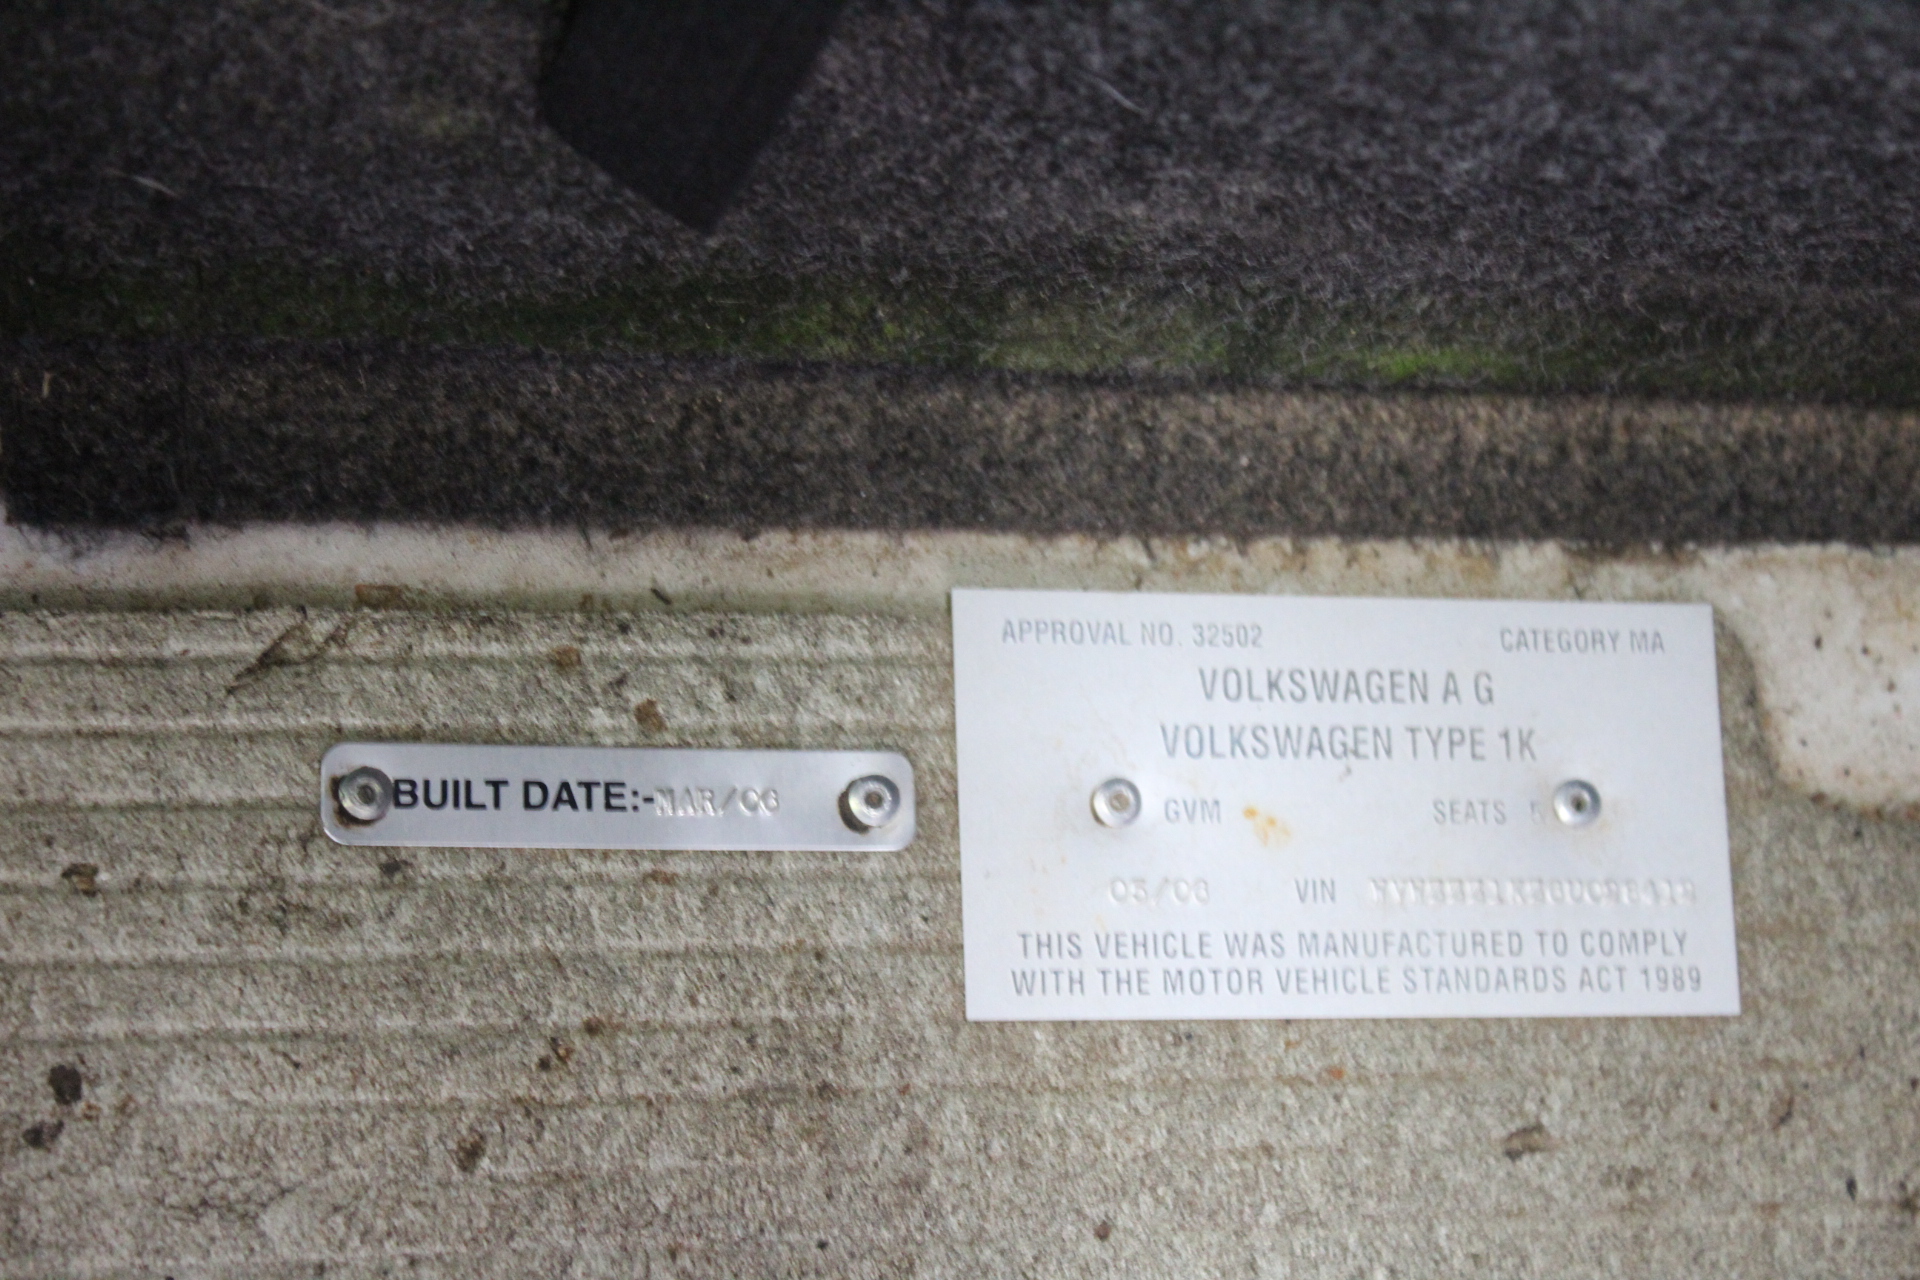 APPROVAL NO. 32502 CATEGORY MA
VOLKSWAGEN A G
VOLKSWAGEN TYPE 1K
BUILT DATE:-MAR/06
GVM SEATS 5
VIN
THIS VEHICLE WAS MANUFACTURED TO COMPLY
WITH THE MOTOR VEHICLE STANDARDS ACT 1989